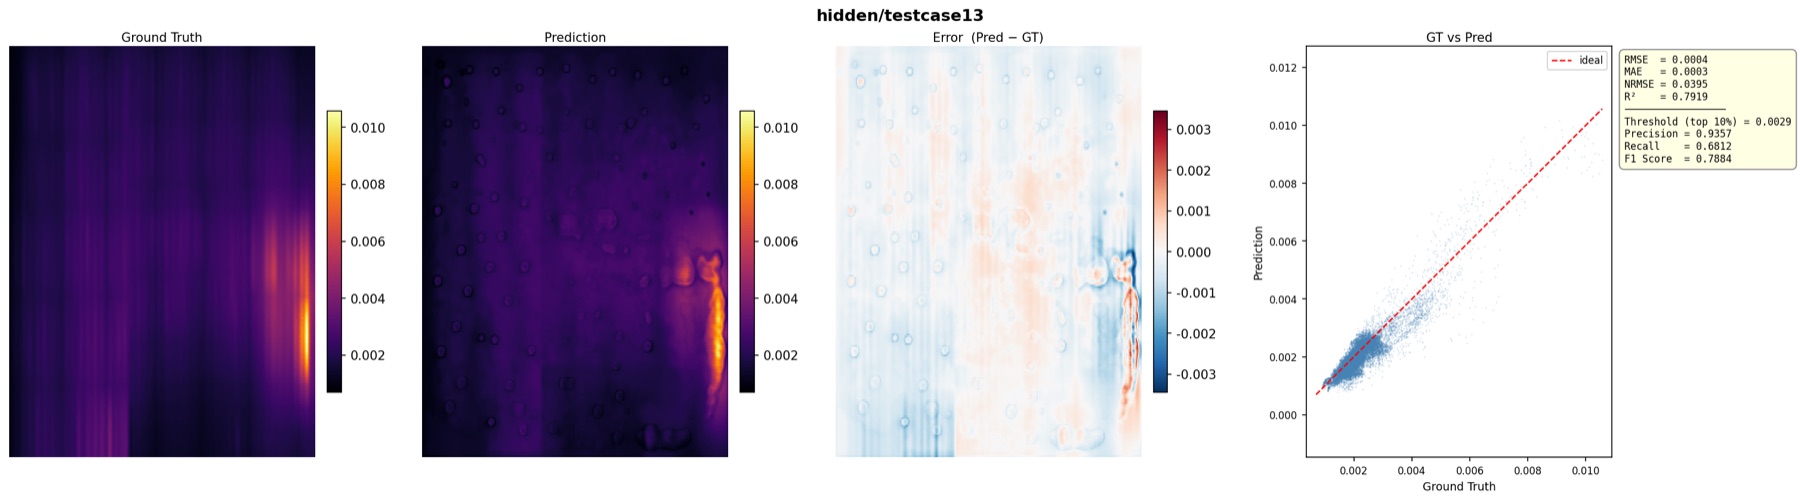 hidden/testcase13
Ground Truth
0.010
0.008
0.006
0.004
0.002
Prediction
0.010
0.008
0.006
0.004
0.002
Error  (Pred − GT)
0.003
0.002
0.001
0.000
-0.001
-0.002
-0.003
GT vs Pred
ideal
0.012
0.010
0.008
0.006
0.004
0.002
0.000
Prediction
0.002 0.004 0.006 0.008 0.010
Ground Truth
RMSE  = 0.0004
MAE   = 0.0003
NRMSE = 0.0395
R²    = 0.7919
Threshold (top 10%) = 0.0029
Precision = 0.9357
Recall    = 0.6812
F1 Score  = 0.7884